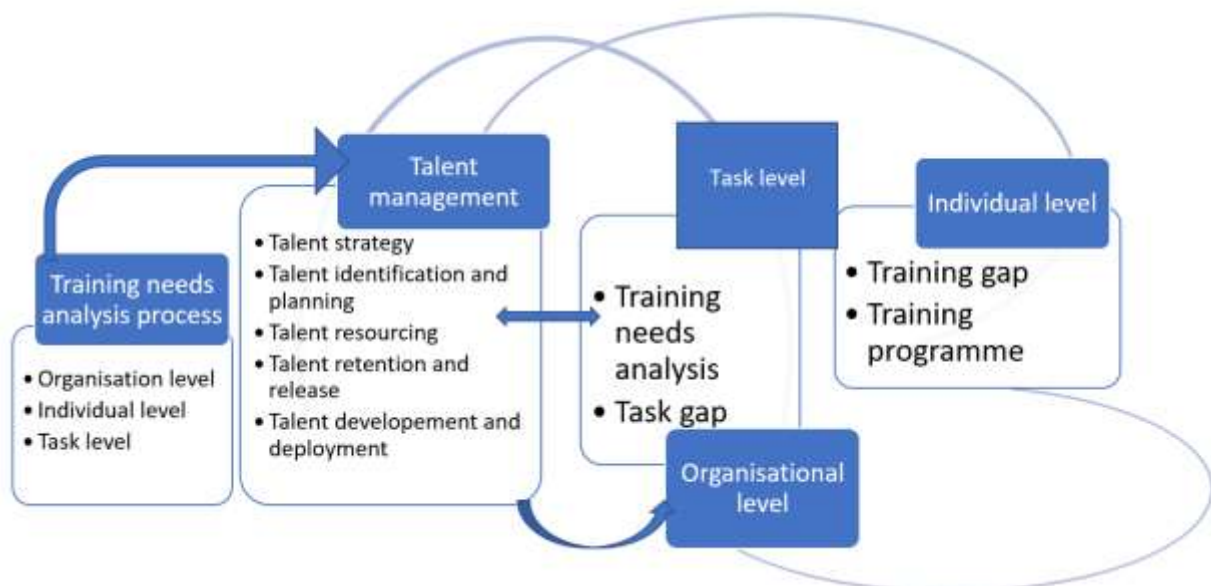 Training needs
analysis process
• Organisation level
• Individual level
• Task level
Talent
management
• Talent strategy
• Talent identification and
planning
• Talent resourcing
• Talent retention and
release
• Talent developement and
deployment
Task level
• Training
needs
analysis
• Task gap
Organisational
level
Individual level
• Training gap
• Training
programme